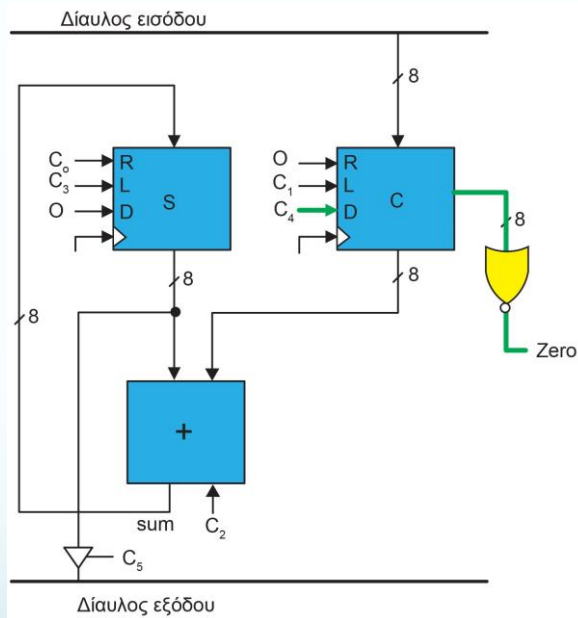 Δίαυλος εισόδου
8
C₀ R
C₃ L
O D
S
O R
C₁ L
C₄ D
C
8
8
8
8
Zero
+
sum
C₂
C₅
Δίαυλος εξόδου